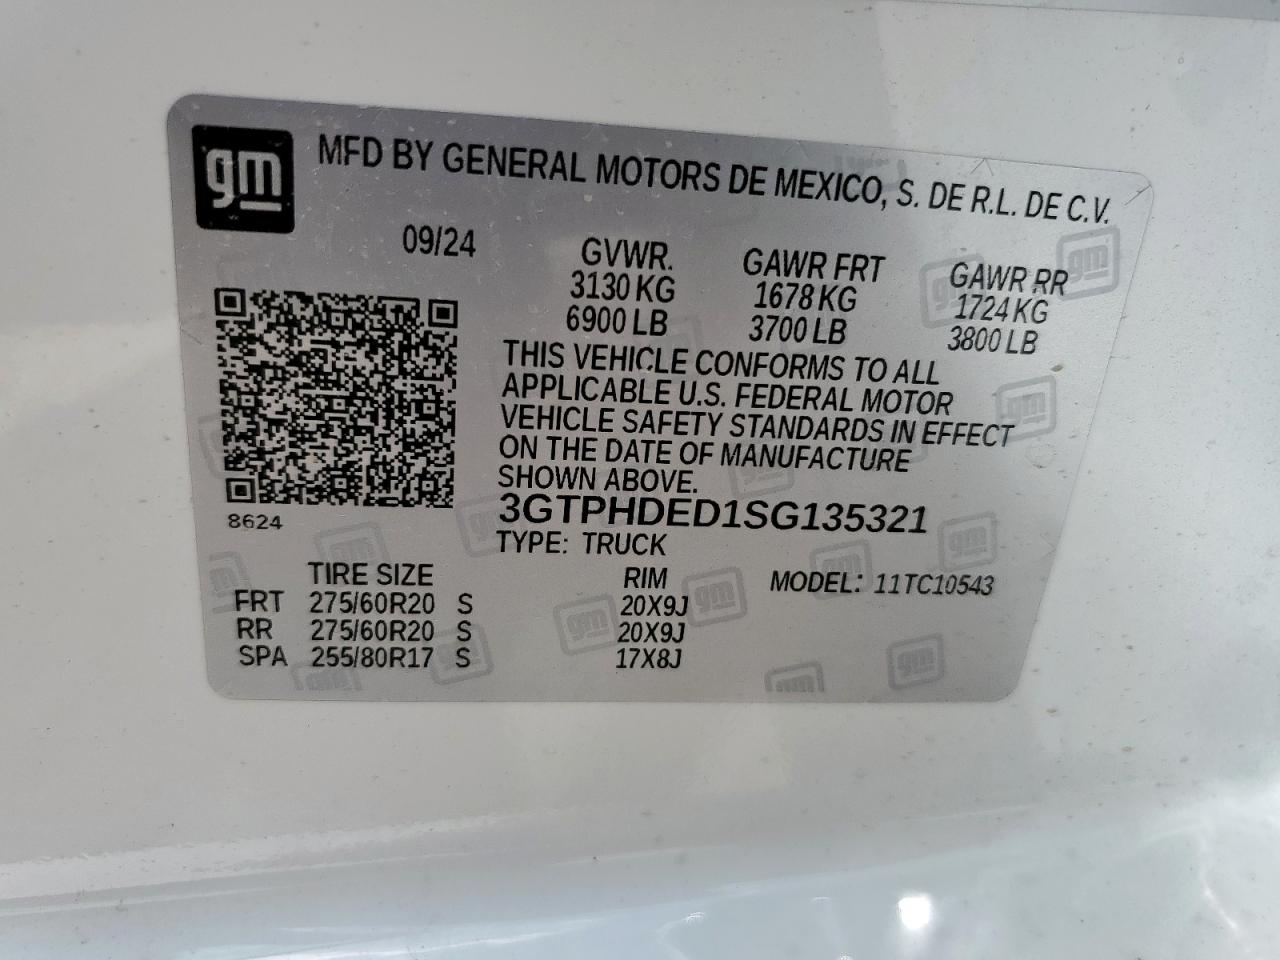 gm
MFD BY GENERAL MOTORS DE MEXICO, S. DE R.L. DE C.V.
09/24
GVWR. GAWR FRT GAWR RR
3130 KG 1678 KG 1724 KG
6900 LB 3700 LB 3800 LB
THIS VEHICLE CONFORMS TO ALL
APPLICABLE U.S. FEDERAL MOTOR
VEHICLE SAFETY STANDARDS IN EFFECT
ON THE DATE OF MANUFACTURE
SHOWN ABOVE.
3GTPHDED1SG135321
8624
TYPE: TRUCK
TIRE SIZE RIM MODEL: 11TC10543
FRT 275/60R20 S 20X9J
RR 275/60R20 S 20X9J
SPA 255/80R17 S 17X8J